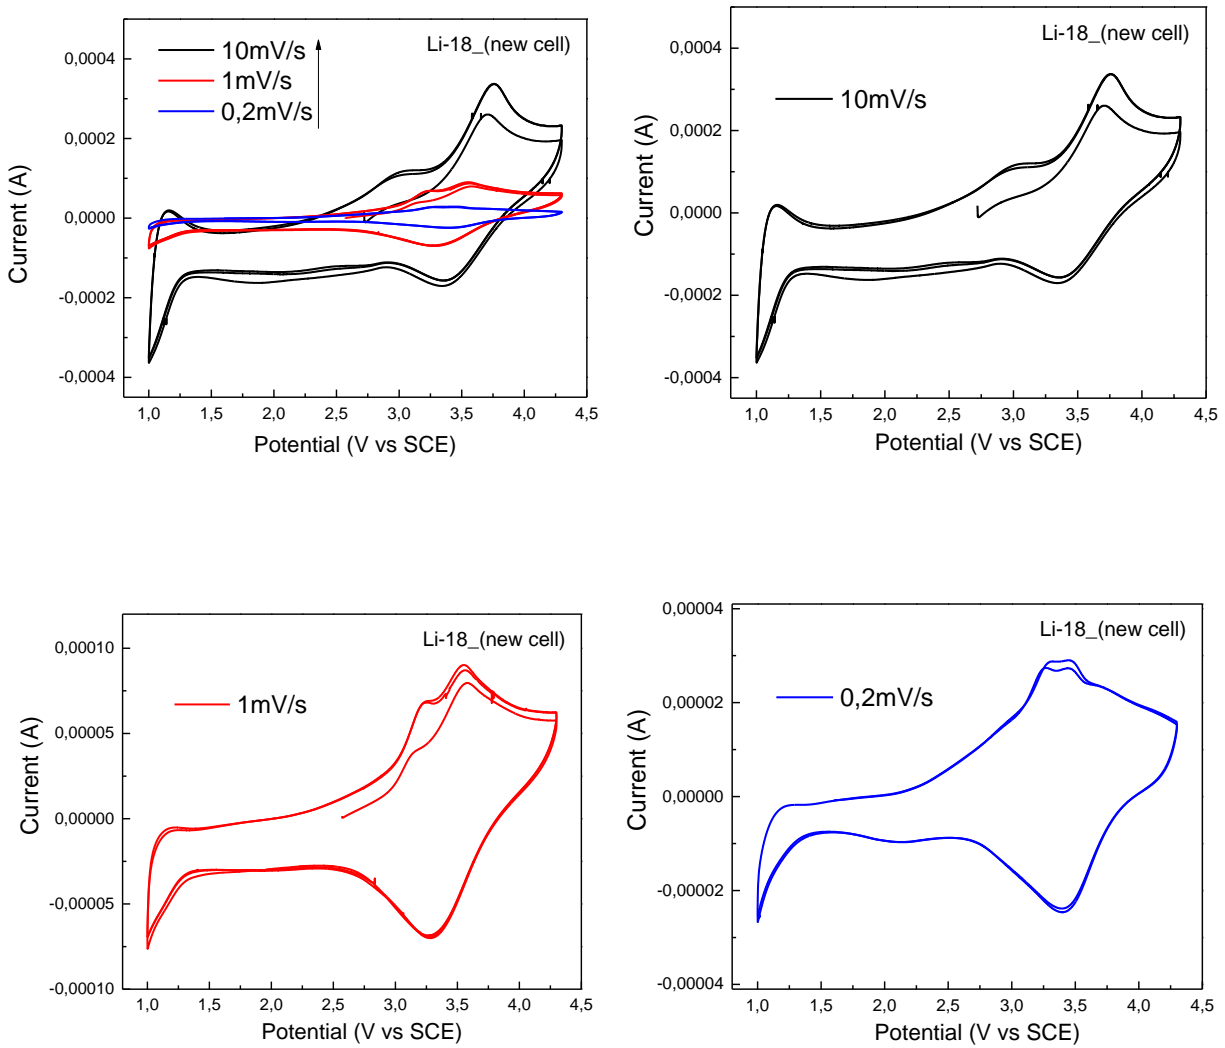 Li-18_(new cell)
10mV/s
1mV/s
0,2mV/s
0,0004
0,0002
0,0000
-0,0002
-0,0004
Current (A)
1,0 1,5 2,0 2,5 3,0 3,5 4,0 4,5
Potential (V vs SCE)
Li-18_(new cell)
10mV/s
0,0004
0,0002
0,0000
-0,0002
-0,0004
Current (A)
1,0 1,5 2,0 2,5 3,0 3,5 4,0 4,5
Potential (V vs SCE)
Li-18_(new cell)
1mV/s
0,00010
0,00005
0,00000
-0,00005
-0,00010
Current (A)
1,0 1,5 2,0 2,5 3,0 3,5 4,0 4,5
Potential (V vs SCE)
Li-18_(new cell)
0,2mV/s
0,00004
0,00002
0,00000
-0,00002
-0,00004
Current (A)
1,0 1,5 2,0 2,5 3,0 3,5 4,0 4,5
Potential (V vs SCE)